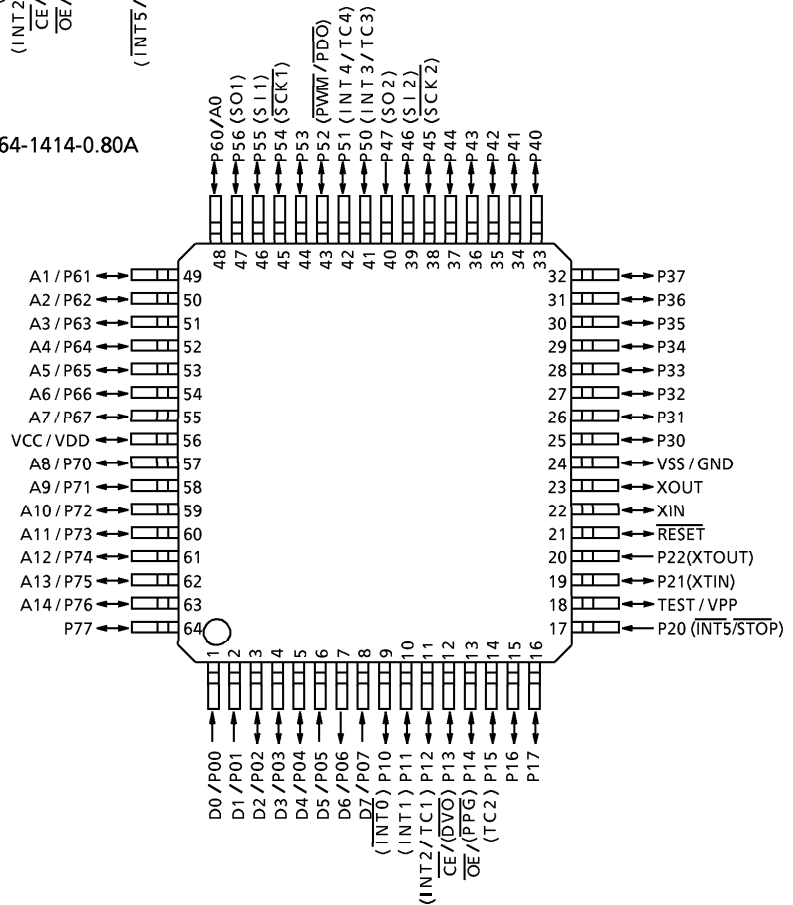 (INT2
CE/
OE/
(INT5/
64-1414-0.80A
P60/A0
P56 (SO1)
P55 (SI1)
P54 (SCK1)
P53
P52 (PWM/PDO)
P51 (INT4/TC4)
P50 (INT3/TC3)
P47 (SO2)
P46 (SI2)
P45 (SCK2)
P44
P43
P42
P41
P40
48
47
46
45
44
43
42
41
40
39
38
37
36
35
34
33
A1/P61 49
A2/P62 50
A3/P63 51
A4/P64 52
A5/P65 53
A6/P66 54
A7/P67 55
VCC/VDD 56
A8/P70 57
A9/P71 58
A10/P72 59
A11/P73 60
A12/P74 61
A13/P75 62
A14/P76 63
P77 64
32 P37
31 P36
30 P35
29 P34
28 P33
27 P32
26 P31
25 P30
24 VSS/GND
23 XOUT
22 XIN
21 RESET
20 P22(XTOUT)
19 P21(XTIN)
18 TEST/VPP
17 P20 (INT5/STOP)
1
2
3
4
5
6
7
8
9
10
11
12
13
14
15
16
D0/P00
D1/P01
D2/P02
D3/P03
D4/P04
D5/P05
D6/P06
D7/P07
(INT0) P10
(INT1) P11
(INT2/TC1) P12
CE/(DVO) P13
OE/(PPG) P14
(TC2) P15
P16
P17